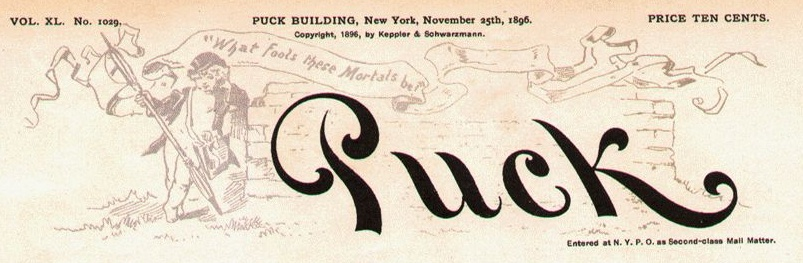 VOL. XL. No. 1029.
PUCK BUILDING, New York, November 25th, 1896.
PRICE TEN CENTS.
Copyright, 1896, by Keppler & Schwarzmann.
"What Fools these Mortals be!"
Puck
Entered at N. Y. P. O. as Second-class Mail Matter.